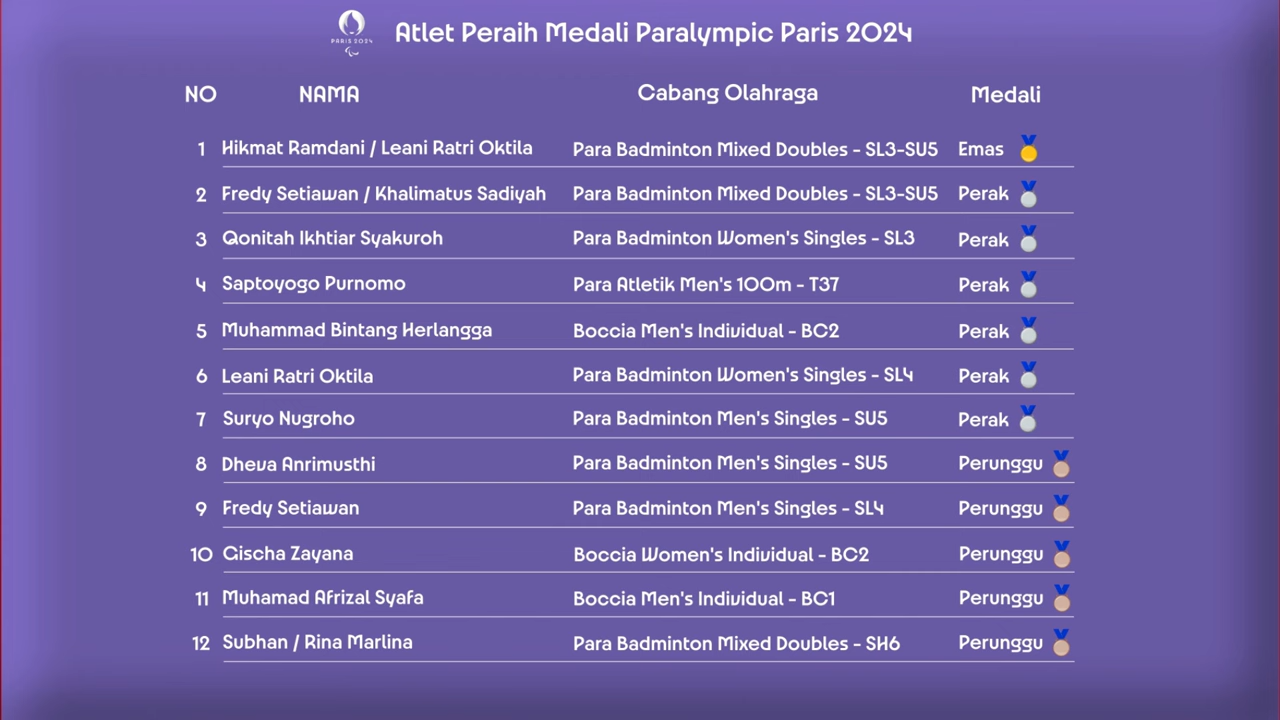 PARIS 2024
Atlet Peraih Medali Paralympic Paris 2024
NO NAMA Cabang Olahraga Medali
1 Hikmat Ramdani / Leani Ratri Oktila Para Badminton Mixed Doubles - SL3-SU5 Emas
2 Fredy Setiawan / Khalimatus Sadiyah Para Badminton Mixed Doubles - SL3-SU5 Perak
3 Qonitah Ikhtiar Syakuroh Para Badminton Women's Singles - SL3 Perak
4 Saptoyogo Purnomo Para Atletik Men's 100m - T37 Perak
5 Muhammad Bintang Herlangga Boccia Men's Individual - BC2 Perak
6 Leani Ratri Oktila Para Badminton Women's Singles - SL4 Perak
7 Suryo Nugroho Para Badminton Men's Singles - SU5 Perak
8 Dheva Anrimusthi Para Badminton Men's Singles - SU5 Perunggu
9 Fredy Setiawan Para Badminton Men's Singles - SL4 Perunggu
10 Gischa Zayana Boccia Women's Individual - BC2 Perunggu
11 Muhamad Afrizal Syafa Boccia Men's Individual - BC1 Perunggu
12 Subhan / Rina Marlina Para Badminton Mixed Doubles - SH6 Perunggu